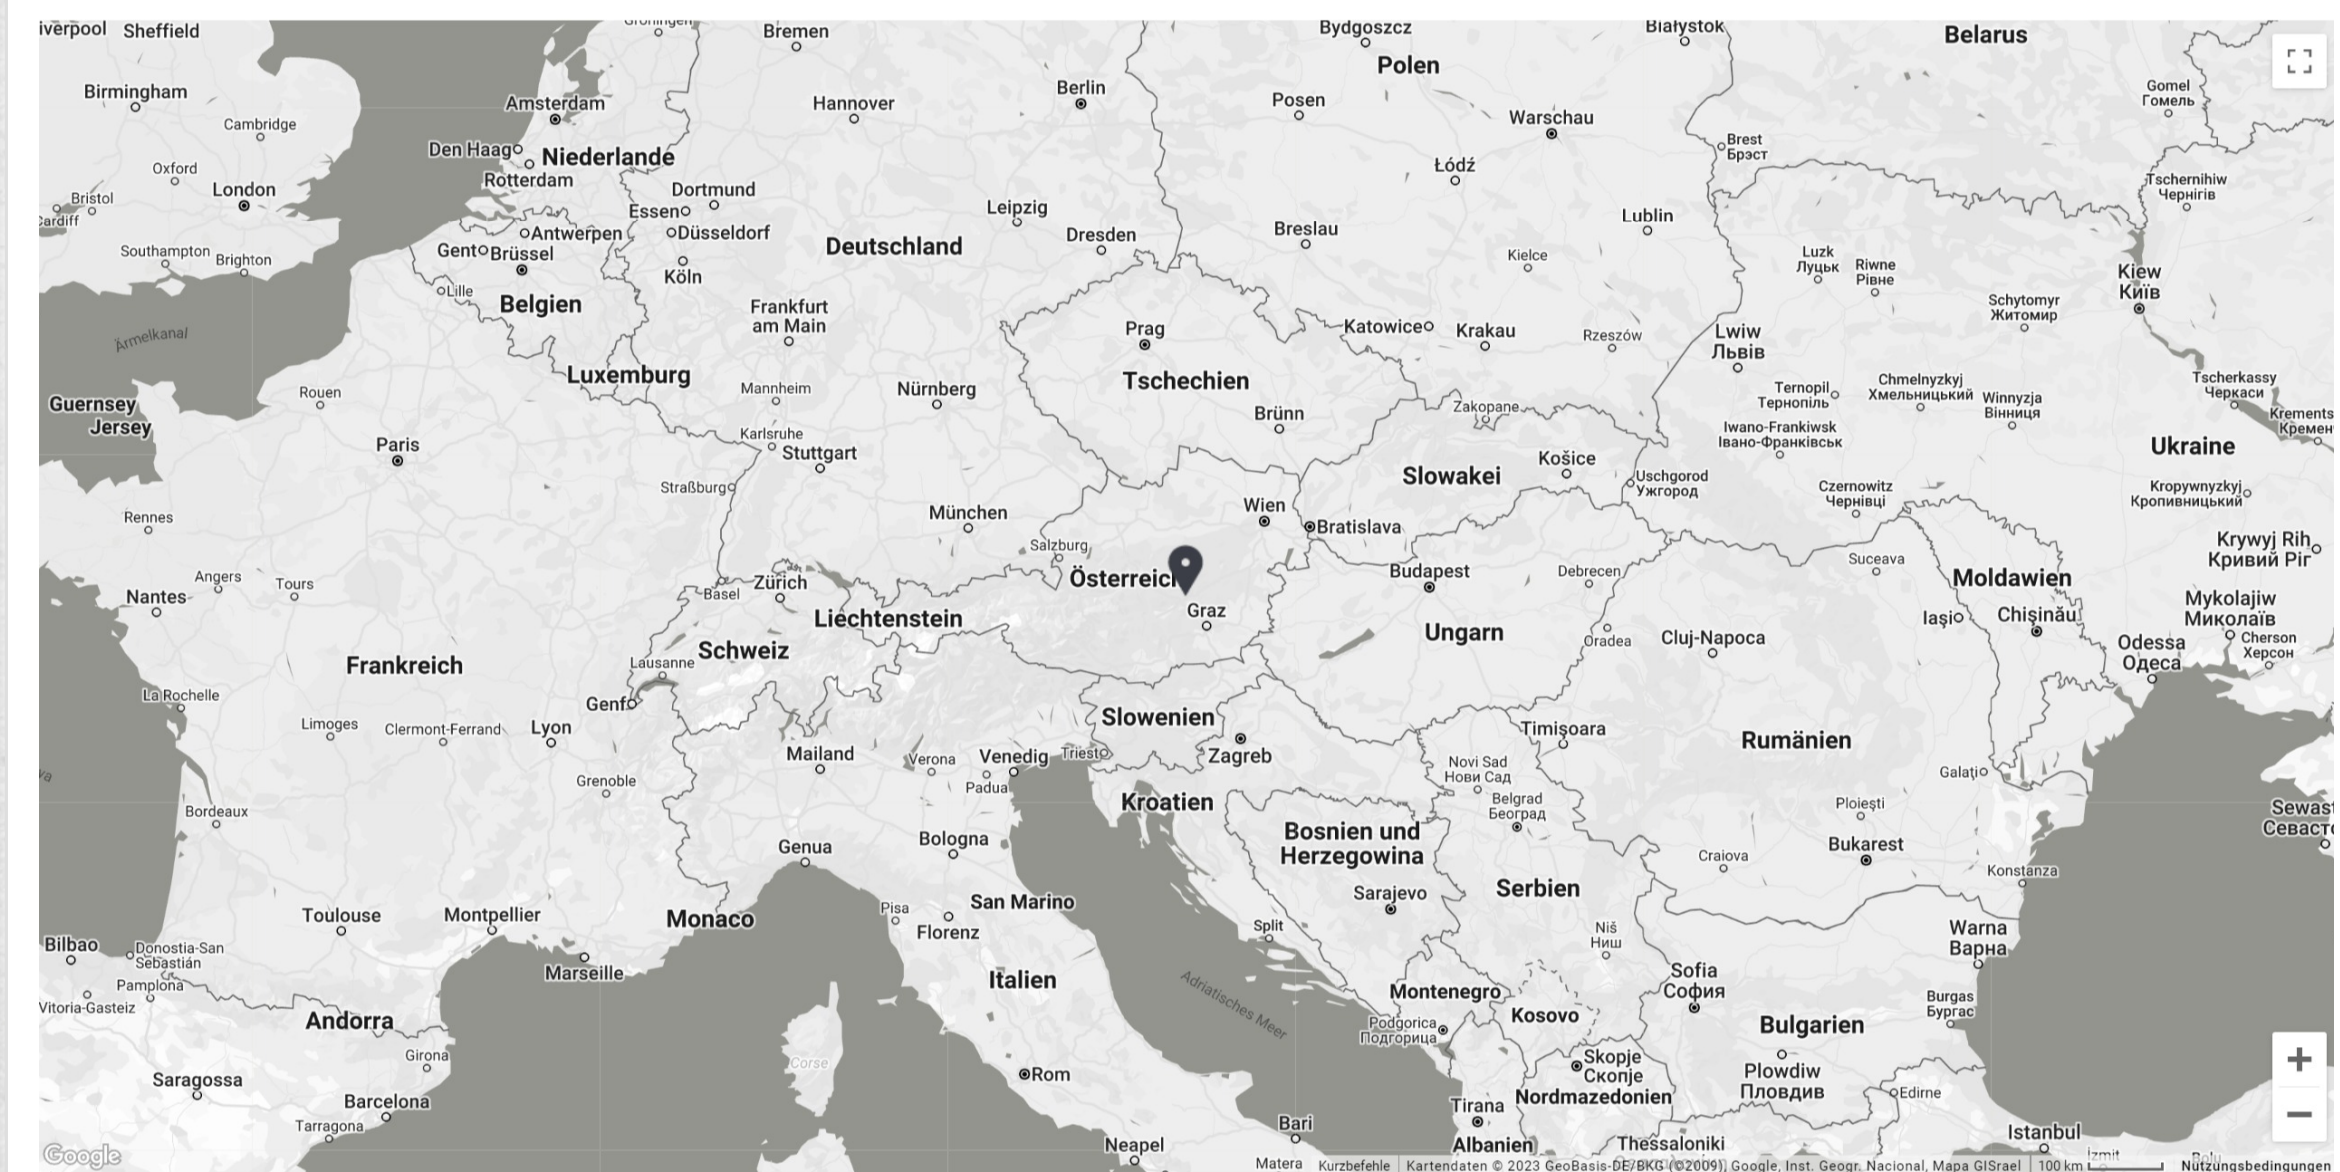 iverpool
Sheffield
Groningen
Bremen
Bydgoszcz
Białystok
Belarus
Polen
Birmingham
Amsterdam
Hannover
Berlin
Posen
Warschau
Gomel
Гомель
Cambridge
Den Haag
Niederlande
Brest
Брэст
Oxford
Rotterdam
Łódź
London
Dortmund
Tschernihiw
Чернігів
Bristol
Cardiff
Essen
Leipzig
Lublin
Antwerpen
Düsseldorf
Deutschland
Dresden
Breslau
Southampton
Brighton
Gent
Brüssel
Köln
Kielce
Luzk
Луцьк
Riwne
Рівне
Kiew
Київ
Lille
Belgien
Frankfurt
am Main
Schytomyr
Житомир
Ärmelkanal
Prag
Katowice
Krakau
Rzeszów
Lwiw
Львів
Luxemburg
Tschechien
Rouen
Mannheim
Nürnberg
Ternopil
Тернопіль
Chmelnyzkyj
Хмельницький
Winnyzja
Вінниця
Tscherkassy
Черкаси
Guernsey
Jersey
Brünn
Zakopane
Krements
Кремен
Paris
Karlsruhe
Stuttgart
Iwano-Frankiwsk
Івано-Франківськ
Ukraine
Straßburg
Slowakei
Košice
Uschgorod
Ужгород
Czernowitz
Чернівці
Kropywnyzkyj
Кропивницький
Rennes
München
Wien
Bratislava
Salzburg
Krywyj Rih
Кривий Ріг
Suceava
Angers
Tours
Basel
Zürich
Österreich
Budapest
Debrecen
Moldawien
Nantes
Liechtenstein
Graz
Iași
Chișinău
Mykolajiw
Миколаїв
Ungarn
Oradea
Cluj-Napoca
Odessa
Одеса
Cherson
Херсон
Frankreich
Lausanne
Schweiz
La Rochelle
Genf
Limoges
Clermont-Ferrand
Lyon
Slowenien
Timișoara
Rumänien
Mailand
Verona
Venedig
Triest
Zagreb
Novi Sad
Нови Сад
Galați
Grenoble
Padua
Kroatien
Belgrad
Београд
Ploiești
Sewast
Севасто
Bordeaux
Bosnien und
Herzegowina
Genua
Bologna
Bukarest
Craiova
Konstanza
Sarajevo
Serbien
Toulouse
Montpellier
Monaco
Pisa
San Marino
Florenz
Split
Niš
Ниш
Warna
Варна
Bilbao
Donostia-San
Sebastián
Marseille
Italien
Adriatisches Meer
Sofia
София
Pamplona
Vitoria-Gasteiz
Montenegro
Burgas
Бургас
Andorra
Podgorica
Подгорица
Kosovo
Bulgarien
Girona
Corse
Rom
Skopje
Скопје
Plowdiw
Пловдив
Saragossa
Nordmazedonien
Edirne
Barcelona
Tirana
Tarragona
Bari
Istanbul
Neapel
Albanien
Thessaloniki
Izmit
Bolu
Google
Matera
Kurzbefehle
Kartendaten © 2023 GeoBasis-DE/BKG (©2009), Google, Inst. Geogr. Nacional, Mapa GISrael
100 km
Nutzungsbedingungen